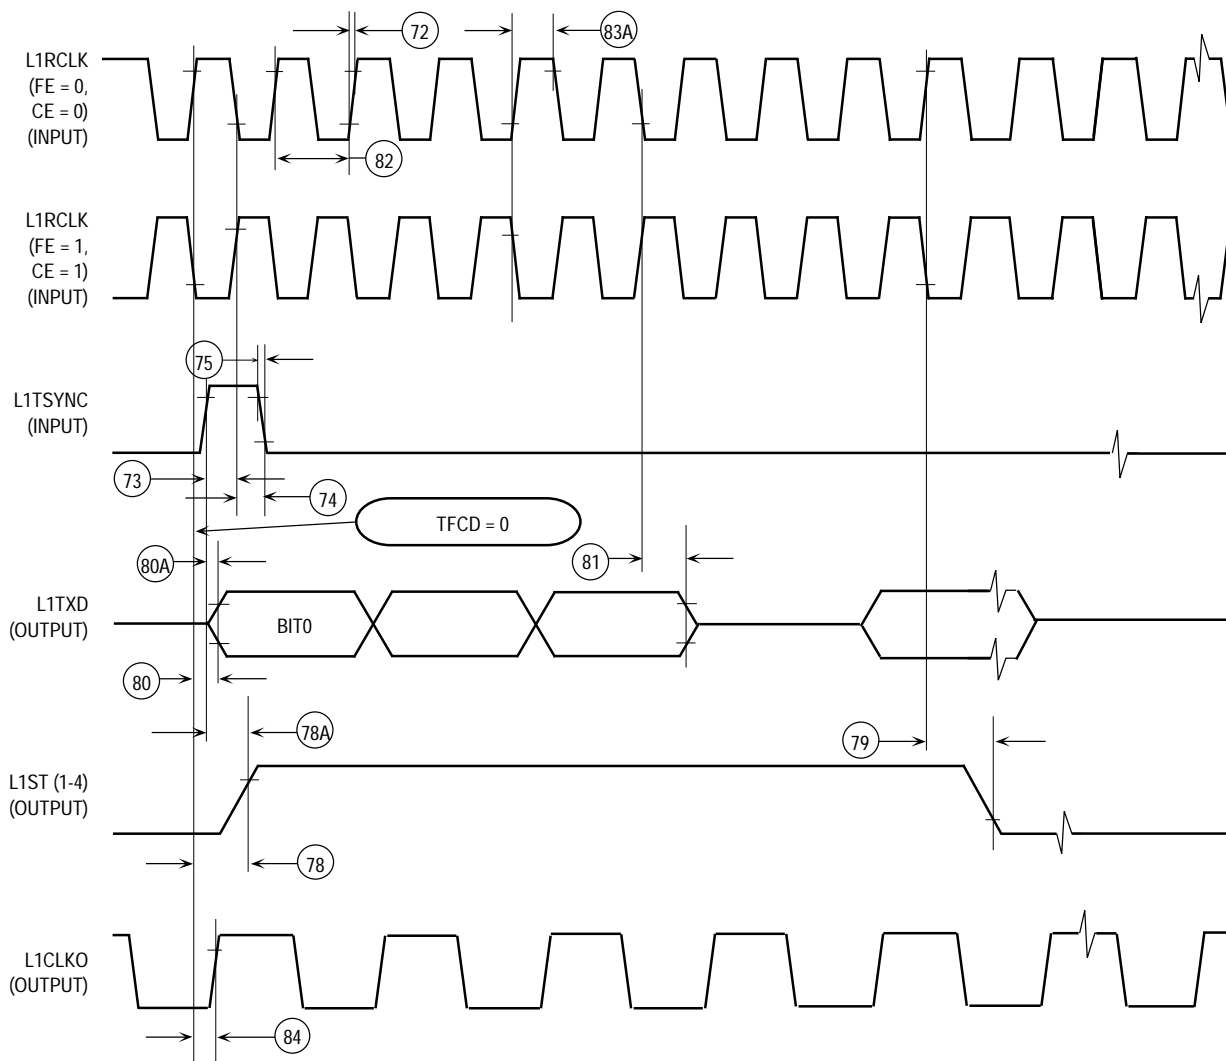 72
83A
L1RCLK
(FE = 0,
CE = 0)
(INPUT)
82
L1RCLK
(FE = 1,
CE = 1)
(INPUT)
75
L1TSYNC
(INPUT)
73
74
TFCD = 0
80A
81
L1TXD
(OUTPUT)
BIT0
80
78A
79
L1ST (1-4)
(OUTPUT)
78
L1CLKO
(OUTPUT)
84